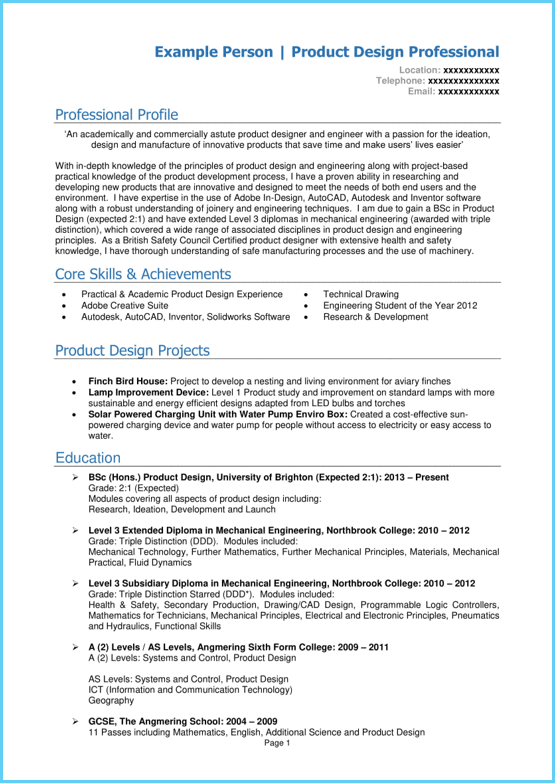 Example Person | Product Design Professional
Location: xxxxxxxxxxx
Telephone: xxxxxxxxxxxxxx
Email: xxxxxxxxxxxx
Professional Profile
'An academically and commercially astute product designer and engineer with a passion for the ideation,
design and manufacture of innovative products that save time and make users' lives easier'
With in-depth knowledge of the principles of product design and engineering along with project-based
practical knowledge of the product development process, I have a proven ability in researching and
developing new products that are innovative and designed to meet the needs of both end users and the
environment. I have expertise in the use of Adobe In-Design, AutoCAD, Autodesk and Inventor software
along with a robust understanding of joinery and engineering techniques. I am due to gain a BSc in Product
Design (expected 2:1) and have extended Level 3 diplomas in mechanical engineering (awarded with triple
distinction), which covered a wide range of associated disciplines in product design and engineering
principles. As a British Safety Council Certified product designer with extensive health and safety
knowledge, I have thorough understanding of safe manufacturing processes and the use of machinery.
Core Skills & Achievements
• Practical & Academic Product Design Experience
• Adobe Creative Suite
• Autodesk, AutoCAD, Inventor, Solidworks Software
• Technical Drawing
• Engineering Student of the Year 2012
• Research & Development
Product Design Projects
• Finch Bird House: Project to develop a nesting and living environment for aviary finches
• Lamp Improvement Device: Level 1 Product study and improvement on standard lamps with more
sustainable and energy efficient designs adapted from LED bulbs and torches
• Solar Powered Charging Unit with Water Pump Enviro Box: Created a cost-effective sun-
powered charging device and water pump for people without access to electricity or easy access to
water.
Education
➢ BSc (Hons.) Product Design, University of Brighton (Expected 2:1): 2013 – Present
Grade: 2:1 (Expected)
Modules covering all aspects of product design including:
Research, Ideation, Development and Launch
➢ Level 3 Extended Diploma in Mechanical Engineering, Northbrook College: 2010 – 2012
Grade: Triple Distinction (DDD). Modules included:
Mechanical Technology, Further Mathematics, Further Mechanical Principles, Materials, Mechanical
Practical, Fluid Dynamics
➢ Level 3 Subsidiary Diploma in Mechanical Engineering, Northbrook College: 2010 – 2012
Grade: Triple Distinction Starred (DDD*). Modules included:
Health & Safety, Secondary Production, Drawing/CAD Design, Programmable Logic Controllers,
Mathematics for Technicians, Mechanical Principles, Electrical and Electronic Principles, Pneumatics
and Hydraulics, Functional Skills
➢ A (2) Levels / AS Levels, Angmering Sixth Form College: 2009 – 2011
A (2) Levels: Systems and Control, Product Design
AS Levels: Systems and Control, Product Design
ICT (Information and Communication Technology)
Geography
➢ GCSE, The Angmering School: 2004 – 2009
11 Passes including Mathematics, English, Additional Science and Product Design
Page 1